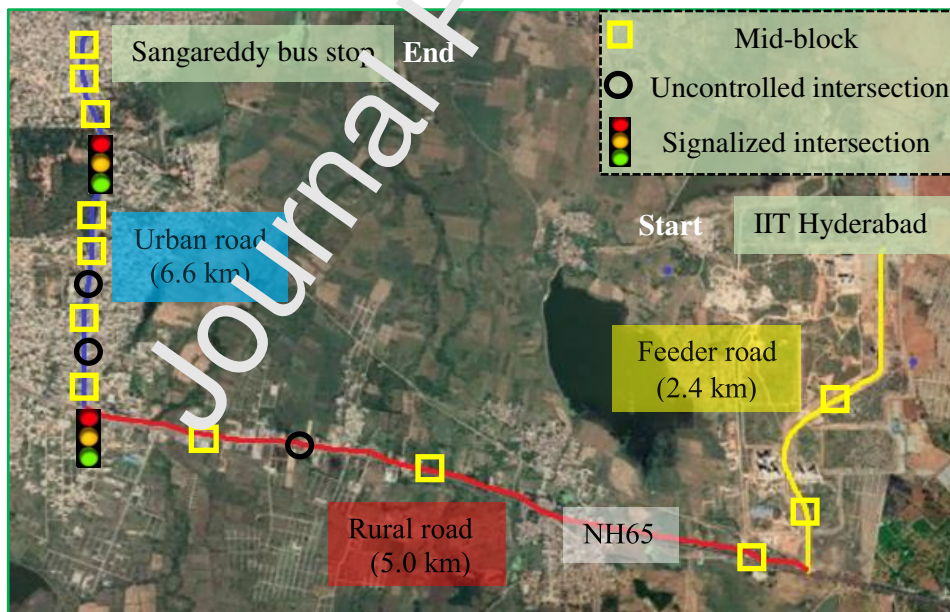 Sangareddy bus stop
End
Mid-block
Uncontrolled intersection
Signalized intersection
Start
IIT Hyderabad
Urban road
(6.6 km)
Feeder road
(2.4 km)
Rural road
(5.0 km)
NH65
Journal P